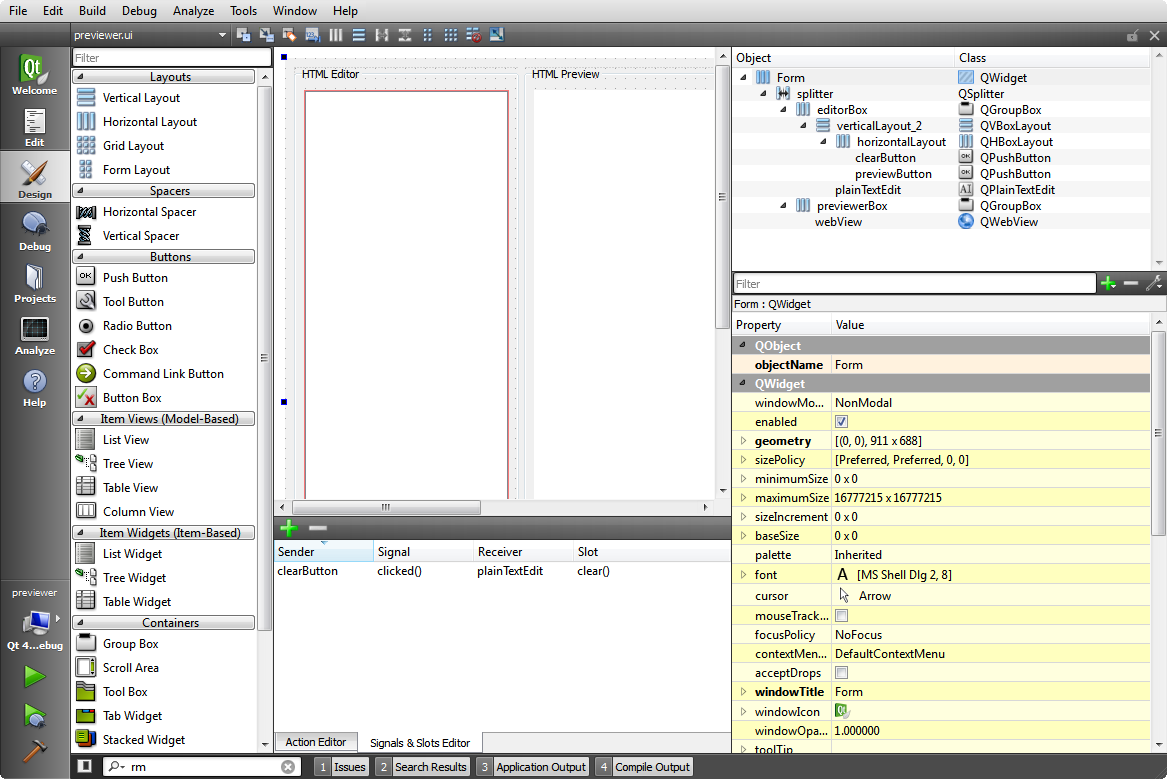 File Edit Build Debug Analyze Tools Window Help
previewer.ui
Welcome
Edit
Design
Debug
Projects
Analyze
Help
previewer
Qt 4...ebug
Filter
Layouts
Vertical Layout
Horizontal Layout
Grid Layout
Form Layout
Spacers
Horizontal Spacer
Vertical Spacer
Buttons
Push Button
Tool Button
Radio Button
Check Box
Command Link Button
Button Box
Item Views (Model-Based)
List View
Tree View
Table View
Column View
Item Widgets (Item-Based)
List Widget
Tree Widget
Table Widget
Containers
Group Box
Scroll Area
Tool Box
Tab Widget
Stacked Widget
HTML Editor HTML Preview
Sender Signal Receiver Slot
clearButton clicked() plainTextEdit clear()
Action Editor Signals & Slots Editor
Object Class
Form QWidget
splitter QSplitter
editorBox QGroupBox
verticalLayout_2 QVBoxLayout
horizontalLayout QHBoxLayout
clearButton QPushButton
previewButton QPushButton
plainTextEdit QPlainTextEdit
previewerBox QGroupBox
webView QWebView
Filter
Form : QWidget
Property Value
QObject
objectName Form
QWidget
windowMo... NonModal
enabled
geometry [(0, 0), 911 x 688]
sizePolicy [Preferred, Preferred, 0, 0]
minimumSize 0 x 0
maximumSize 16777215 x 16777215
sizeIncrement 0 x 0
baseSize 0 x 0
palette Inherited
font A [MS Shell Dlg 2, 8]
cursor Arrow
mouseTrack...
focusPolicy NoFocus
contextMen... DefaultContextMenu
acceptDrops
windowTitle Form
windowIcon
windowOpa... 1.000000
toolTip
rm 1 Issues 2 Search Results 3 Application Output 4 Compile Output